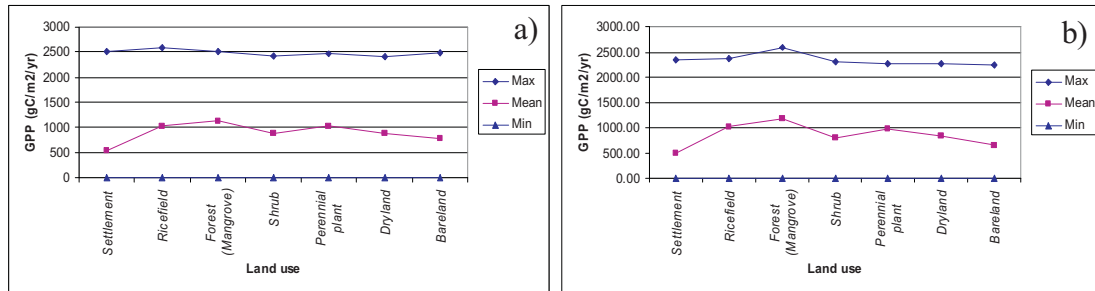 a)
GPP (gC/m2/yr)
3000
2500
2000
1500
1000
500
0
Settlement
Ricefield
Forest
(Mangrove)
Shrub
Perennial
plant
Dryland
Bareland
Land use
Max
Mean
Min
b)
GPP (gC/m2/yr)
3000.00
2500.00
2000.00
1500.00
1000.00
500.00
0.00
Settlement
Ricefield
Forest
(Mangrove)
Shrub
Perennial
plant
Dryland
Bareland
Land use
Max
Mean
Min